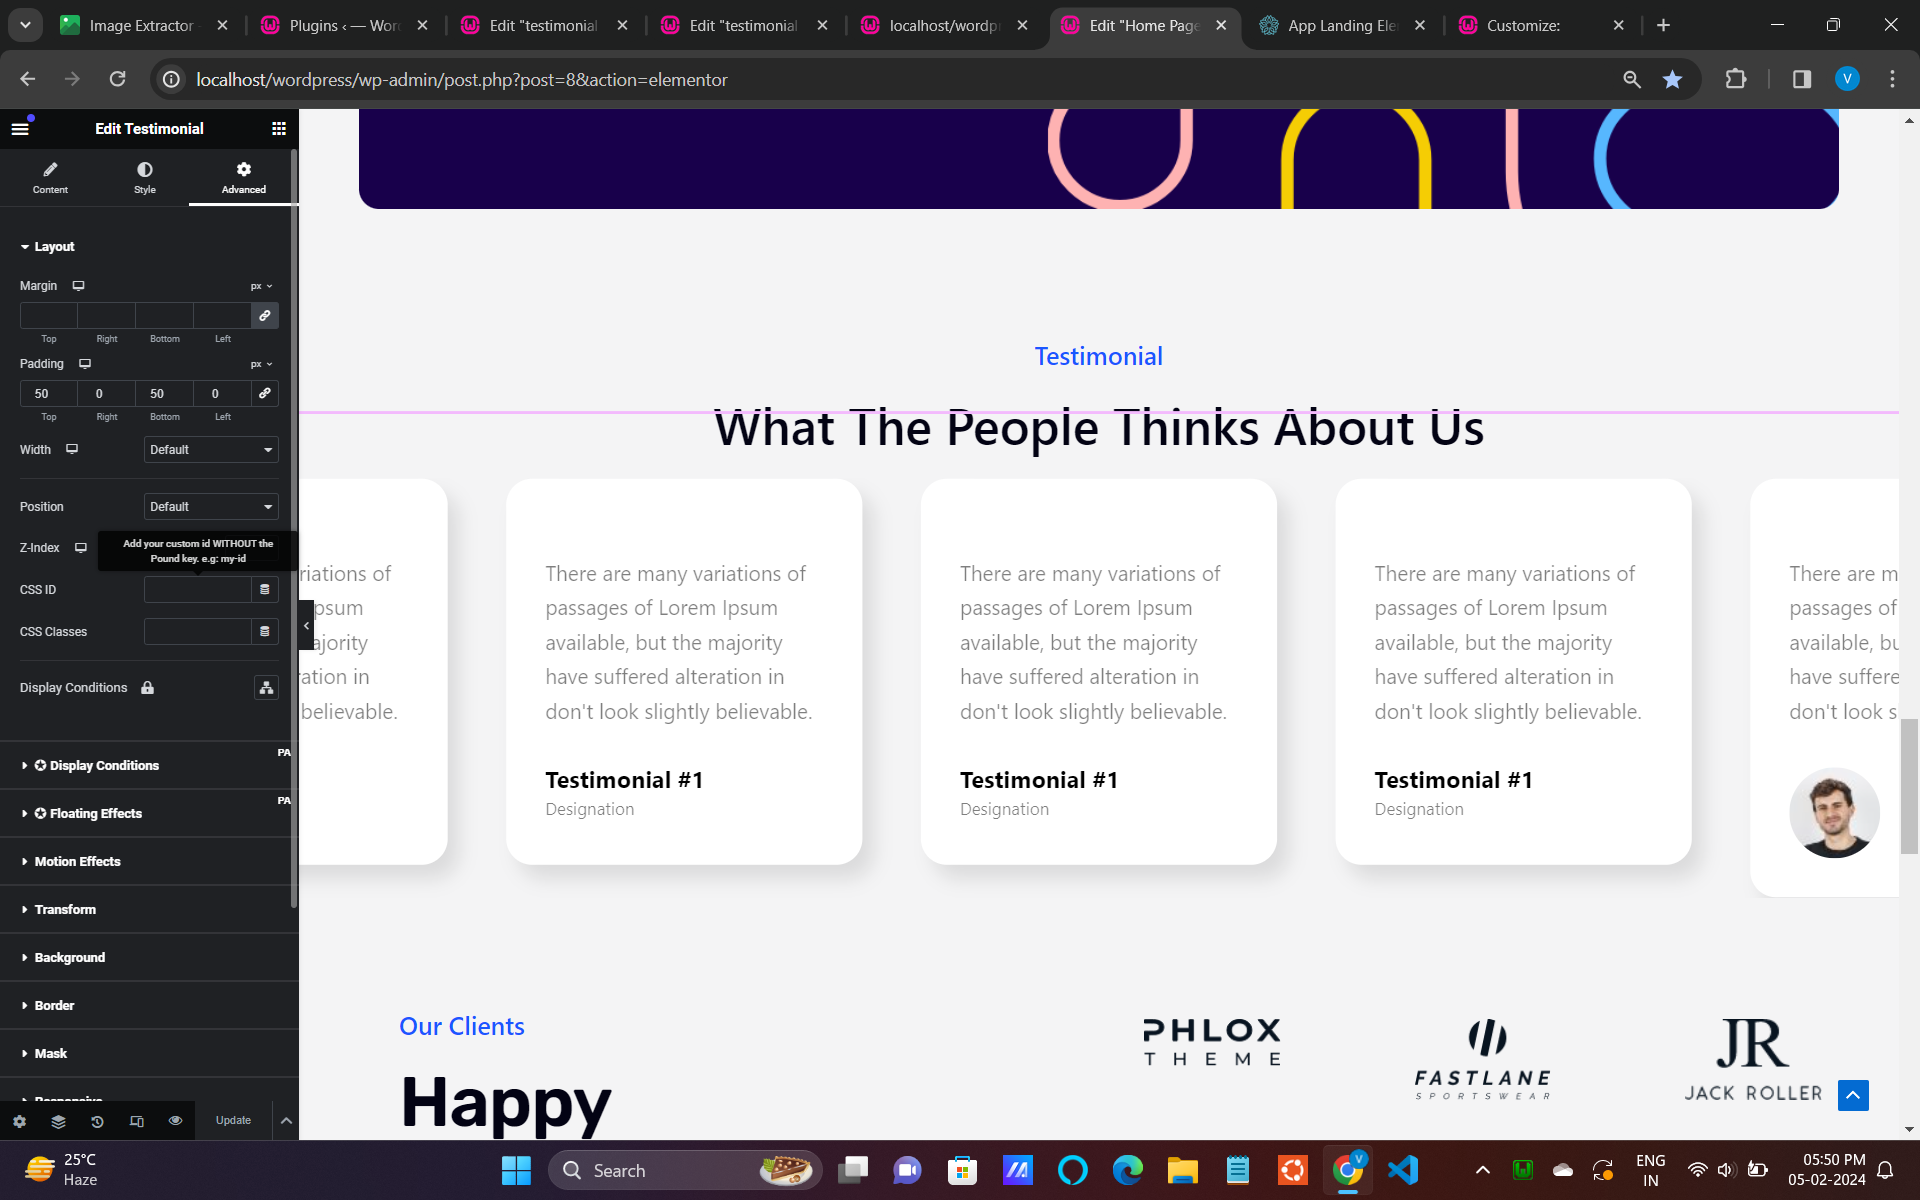 Image Extractor
Plugins ‹ — Wor
Edit "testimonial
Edit "testimonial
localhost/wordpr
Edit "Home Page
App Landing Ele
Customize:
localhost/wordpress/wp-admin/post.php?post=8&action=elementor
V
Edit Testimonial
Content
Style
Advanced
Layout
Margin
px
Top
Right
Bottom
Left
Padding
px
50
0
50
0
Top
Right
Bottom
Left
Width
Default
Position
Default
Z-Index
Add your custom id WITHOUT the
Pound key. e.g: my-id
CSS ID
CSS Classes
Display Conditions
PA
Display Conditions
PA
Floating Effects
Motion Effects
Transform
Background
Border
Mask
Responsive
Update
Testimonial
What The People Thinks About Us
riations of
psum
ajority
ration in
believable.
There are many variations of
passages of Lorem Ipsum
available, but the majority
have suffered alteration in
don't look slightly believable.
Testimonial #1
Designation
There are many variations of
passages of Lorem Ipsum
available, but the majority
have suffered alteration in
don't look slightly believable.
Testimonial #1
Designation
There are many variations of
passages of Lorem Ipsum
available, but the majority
have suffered alteration in
don't look slightly believable.
Testimonial #1
Designation
There are m
passages of
available, bu
have suffere
don't look s
Our Clients
Happy
PHLOX
THEME
FASTLANE
SPORTSWEAR
JR
JACK ROLLER
25°C
Haze
Search
V
ENG
IN
05:50 PM
05-02-2024